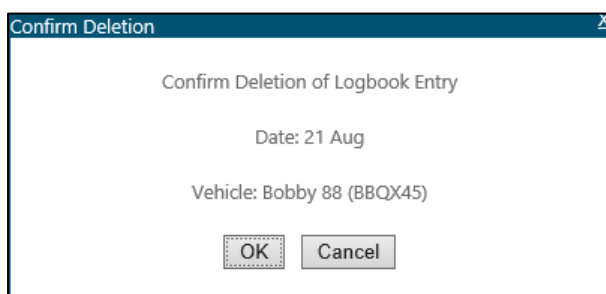 Confirm Deletion
X
Confirm Deletion of Logbook Entry
Date: 21 Aug
Vehicle: Bobby 88 (BBQX45)
OK Cancel